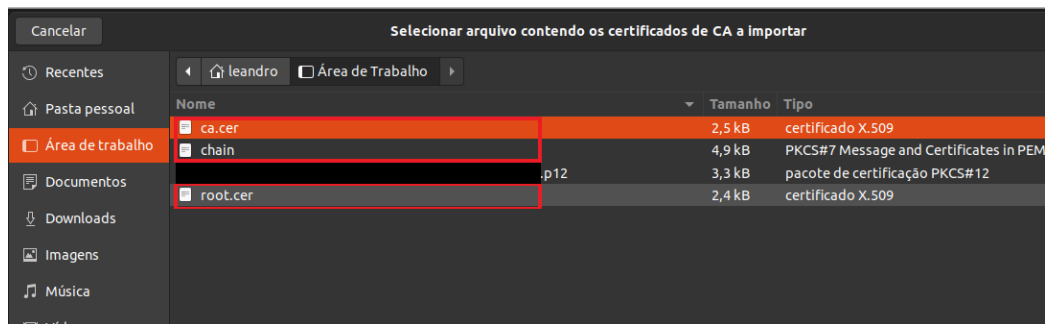 Cancelar
Selecionar arquivo contendo os certificados de CA a importar
Recentes
leandro Área de Trabalho
Pasta pessoal
Nome Tamanho Tipo
ca.cer 2,5 kB certificado X.509
Área de trabalho
chain 4,9 kB PKCS#7 Message and Certificates in PEM
.p12 3,3 kB pacote de certificação PKCS#12
Documentos
root.cer 2,4 kB certificado X.509
Downloads
Imagens
Música